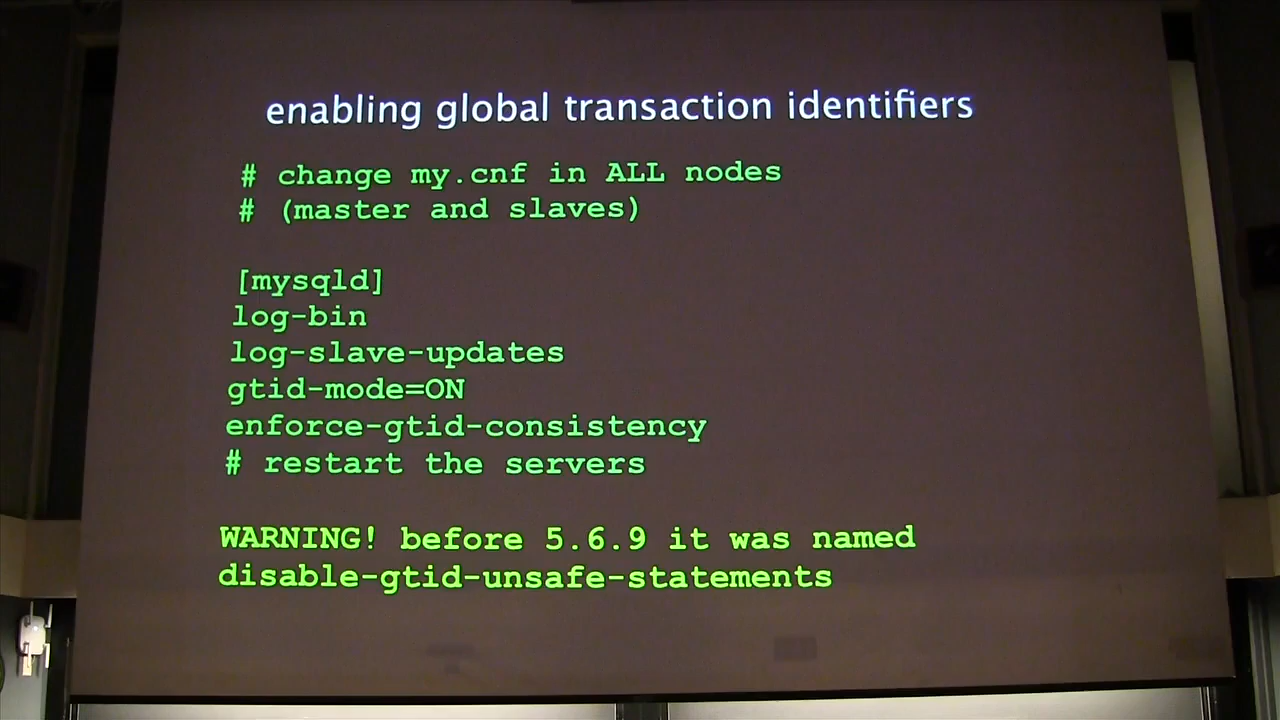 enabling global transaction identifiers
# change my.cnf in ALL nodes
# (master and slaves)
[mysqld]
log-bin
log-slave-updates
gtid-mode=ON
enforce-gtid-consistency
# restart the servers
WARNING! before 5.6.9 it was named
disable-gtid-unsafe-statements